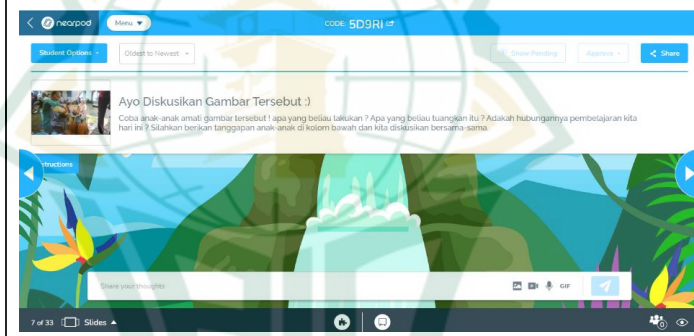 nearpod
Menu
CODE: 5D9RI
Student Options
Oldest to Newest
Show Pending
Approve
Share
Ayo Diskusikan Gambar Tersebut :)
Coba anak-anak amati gambar tersebut ! apa yang beliau lakukan ? Apa yang beliau tuangkan itu ? Adakah hubungannya pembelajaran kita
hari ini ? Silahkan berikan tanggapan anak-anak di kolom bawah dan kita diskusikan bersama-sama.
Instructions
Share your thoughts
GIF
7 of 33 Slides
0